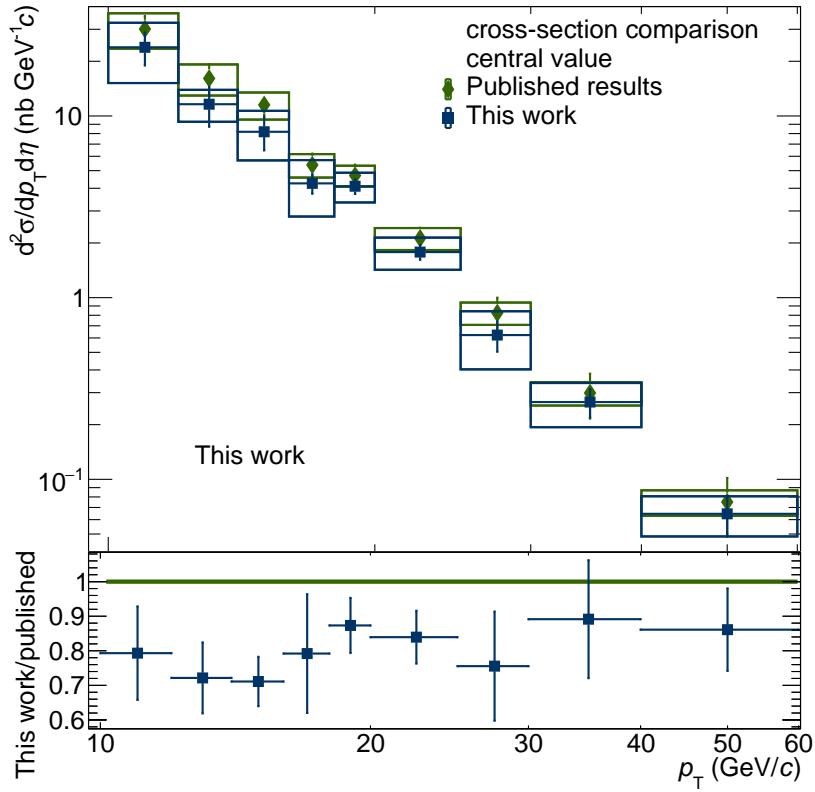 cross-section comparison
central value
Published results
This work
d²σ/dp_T dη (nb GeV⁻¹c)
10
1
10⁻¹
This work
This work/published
1
0.9
0.8
0.7
0.6
10
20
30
40
50
60
p_T (GeV/c)